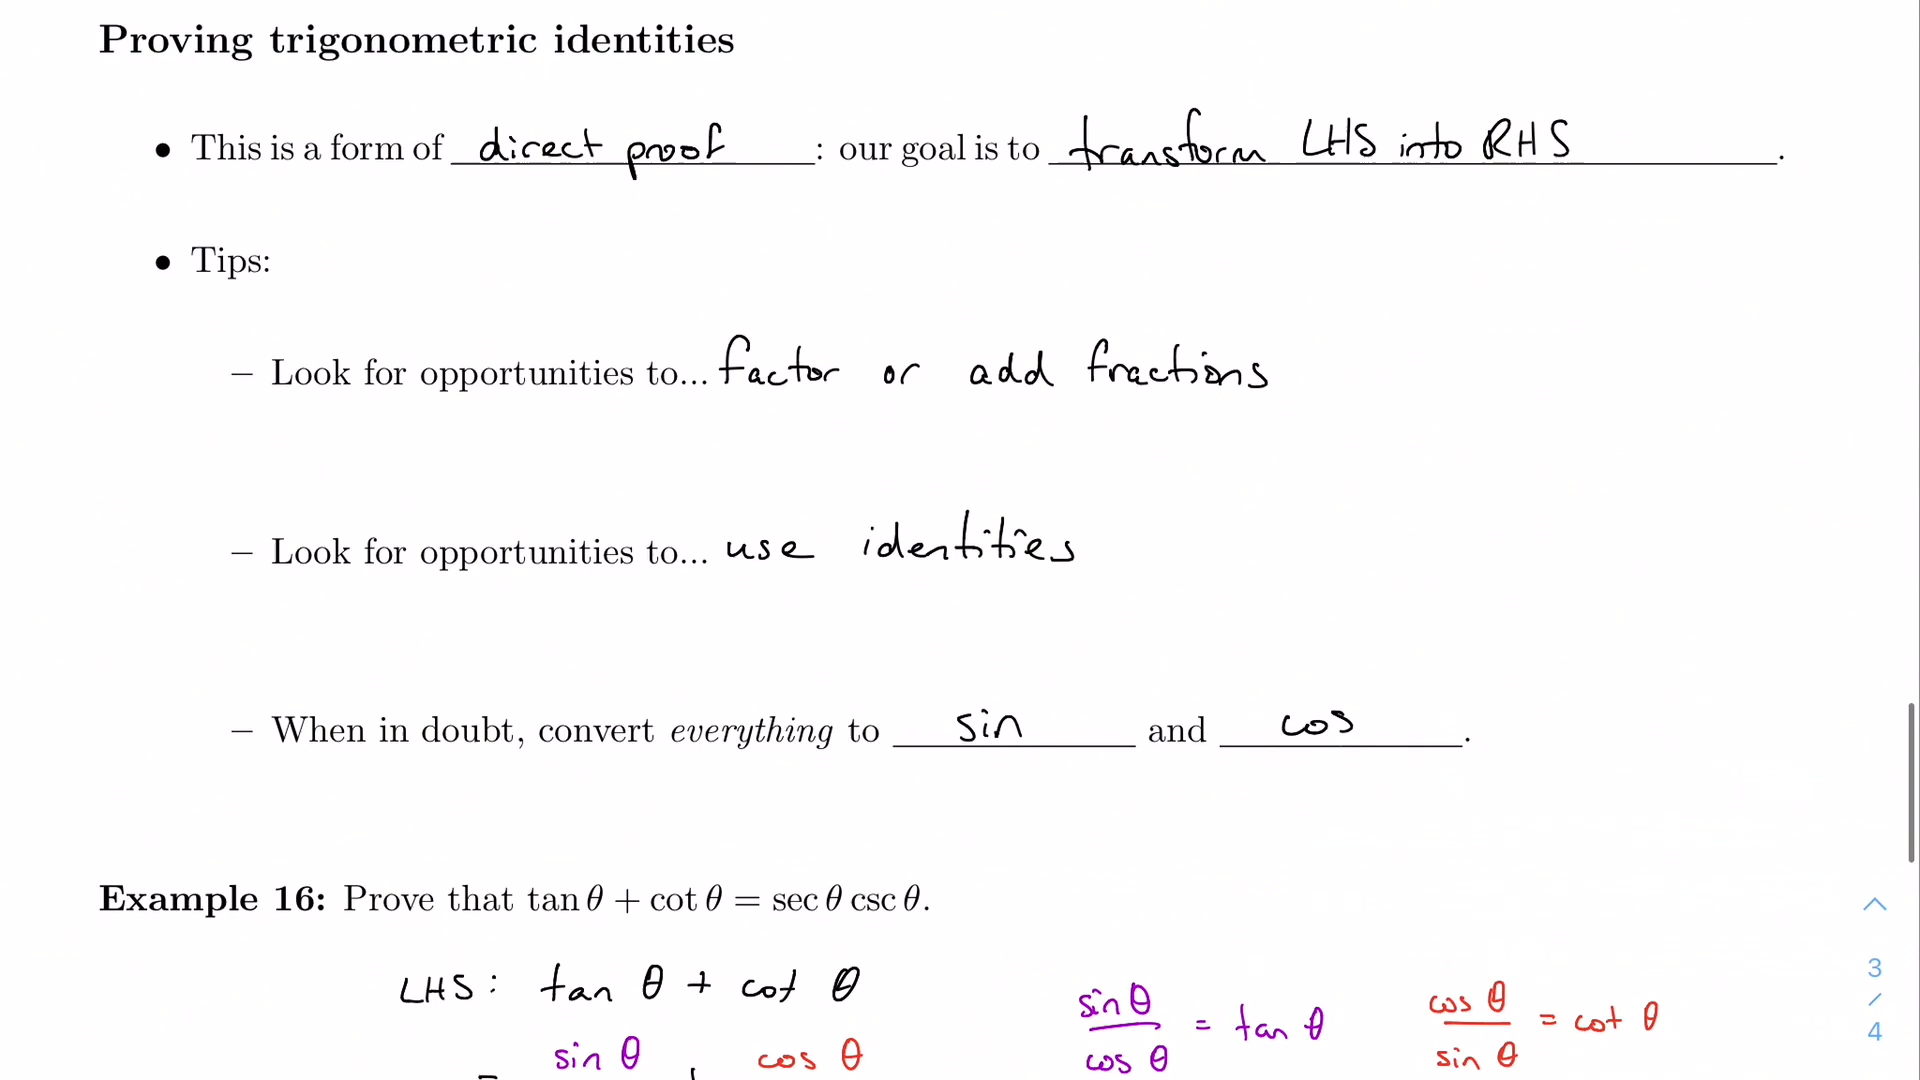 Proving trigonometric identities
• This is a form of direct proof : our goal is to transform LHS into RHS.
• Tips:
– Look for opportunities to... factor or add fractions
– Look for opportunities to... use identities
– When in doubt, convert everything to sin and cos.
Example 16: Prove that tan θ + cot θ = sec θ csc θ.
LHS: tan θ + cot θ
sin θ / cos θ = tan θ
cos θ / sin θ = cot θ
= sin θ + cos θ
3
/
4